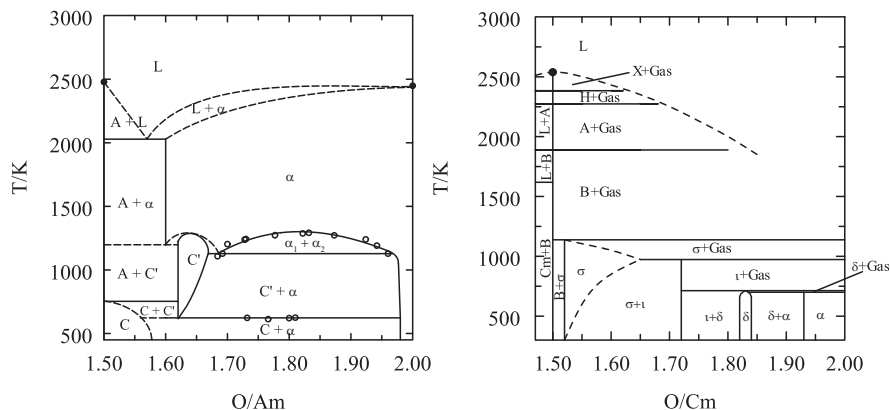 3000
2500
2000
1500
1000
500
T/K
L
A + L
L + α
A + α
α
α₁ + α₂
C'
A + C'
C' + α
C + C'
C
C + α
1.50 1.60 1.70 1.80 1.90 2.00
O/Am
3000
2500
2000
1500
1000
500
T/K
L
X+Gas
H+Gas
L+A
A+Gas
L+B
B+Gas
Cm+B
σ+Gas
B+σ
σ
ι+Gas
δ+Gas
σ+ι
ι+δ
δ
δ+α
α
1.50 1.60 1.70 1.80 1.90 2.00
O/Cm